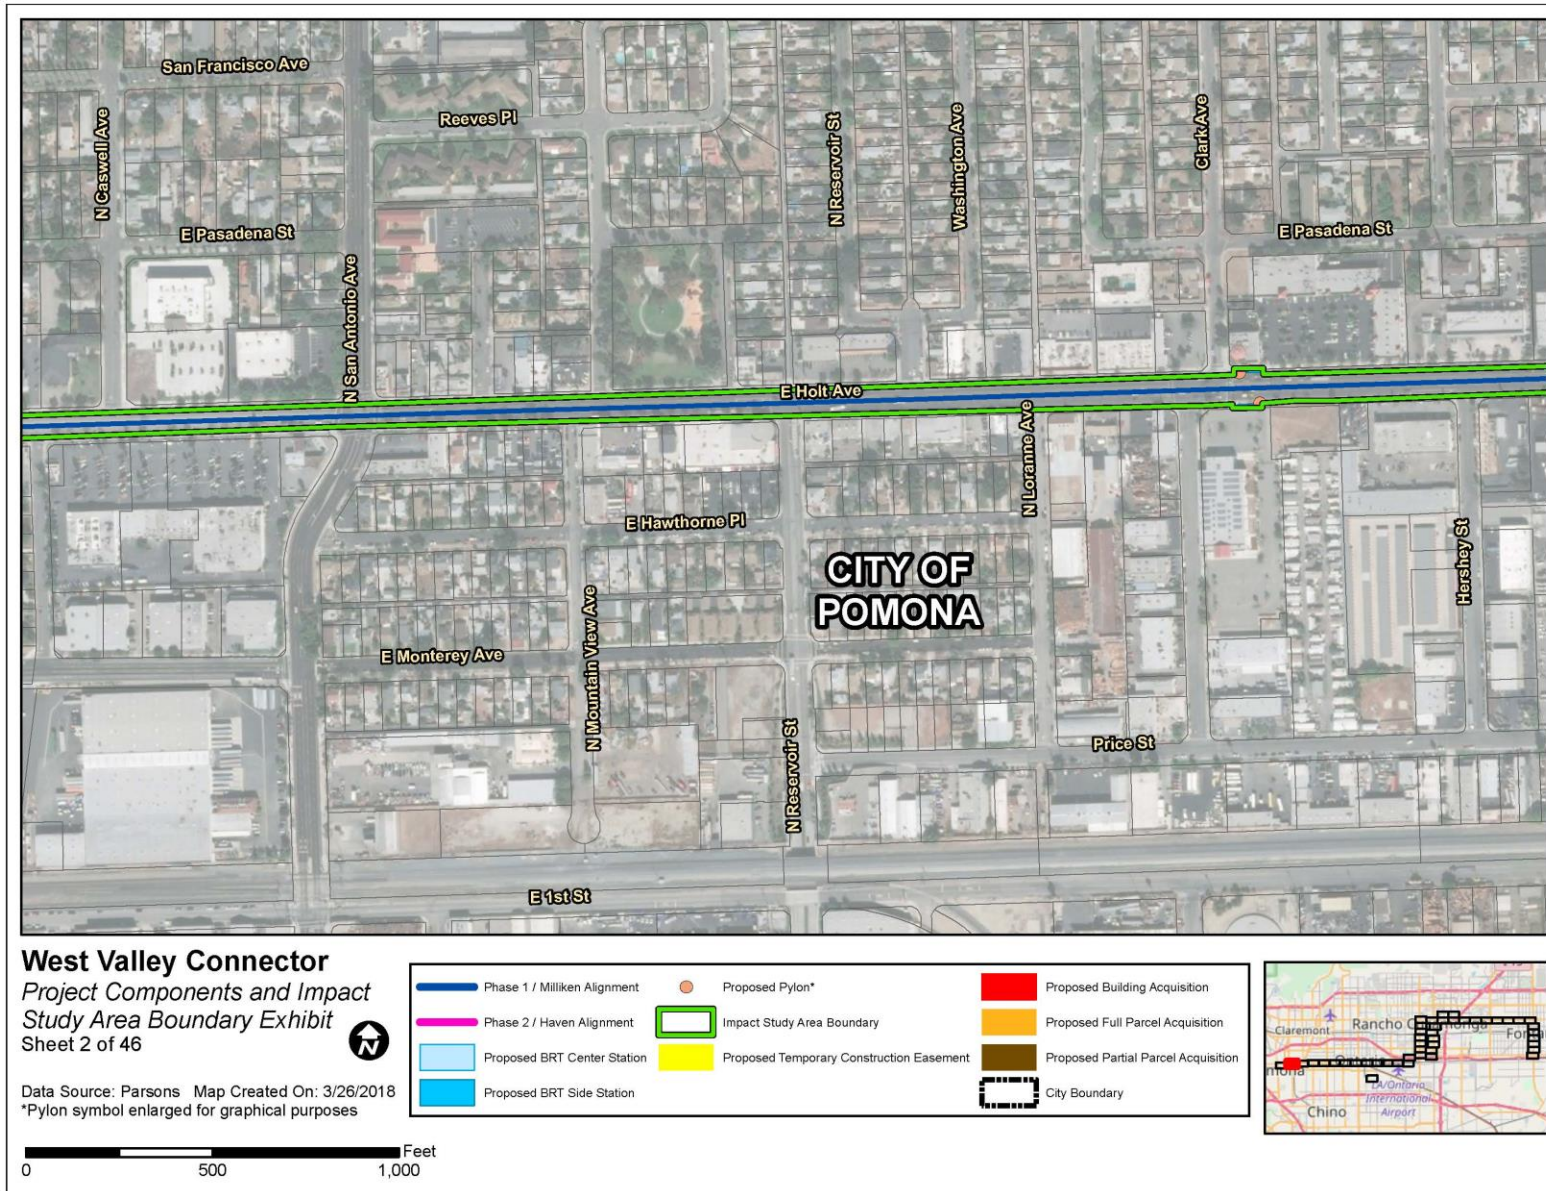 San Francisco Ave
Reeves Pl
N Caswell Ave
N Reservoir St
Washington Ave
Clark Ave
E Pasadena St
E Pasadena St
N San Antonio Ave
E Holt Ave
N Loranne Ave
E Hawthorne Pl
Hershey St
CITY OF
POMONA
E Monterey Ave
N Mountain View Ave
N Reservoir St
Price St
E 1st St
West Valley Connector
Project Components and Impact
Study Area Boundary Exhibit
Sheet 2 of 46
N
Data Source: Parsons Map Created On: 3/26/2018
*Pylon symbol enlarged for graphical purposes
Feet
0 500 1,000
Phase 1 / Milliken Alignment
Phase 2 / Haven Alignment
Proposed BRT Center Station
Proposed BRT Side Station
Proposed Pylon*
Impact Study Area Boundary
Proposed Temporary Construction Easement
Proposed Building Acquisition
Proposed Full Parcel Acquisition
Proposed Partial Parcel Acquisition
City Boundary
Claremont
Rancho
Chino
LA/Ontario
International
Airport